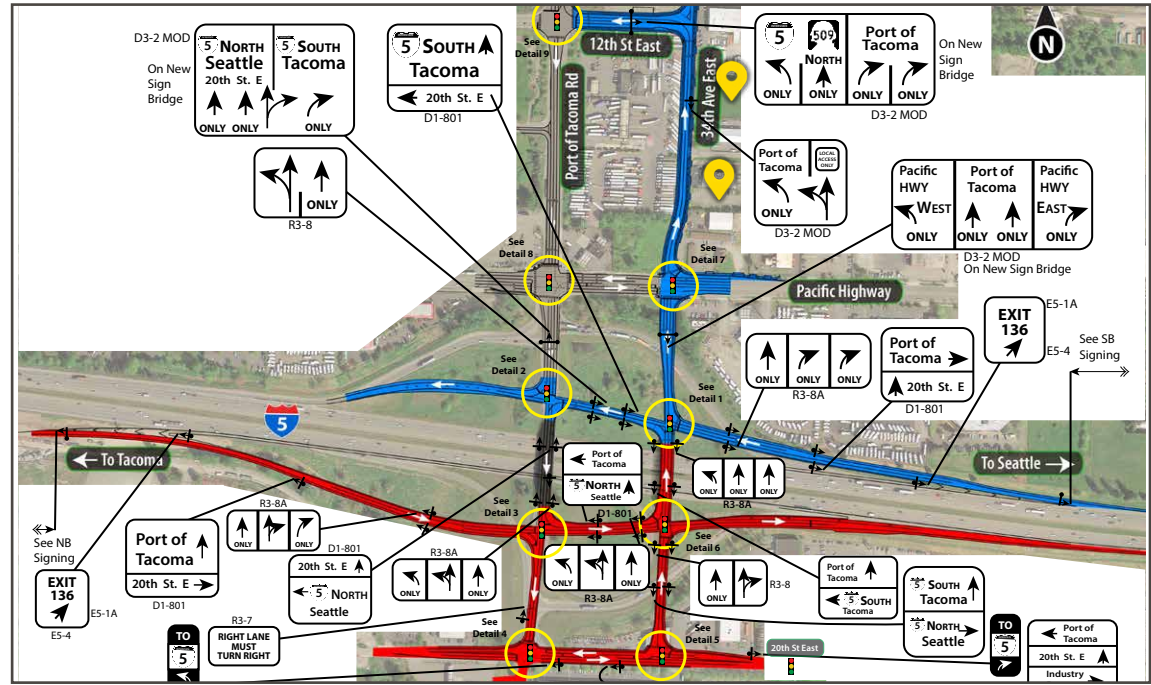 D3-2 MOD
On New
Sign
Bridge
5 NORTH
Seattle
20th St. E
5 SOUTH
Tacoma
ONLY
ONLY
ONLY
5 SOUTH
Tacoma
20th St. E
D1-801
R3-8
ONLY
See
Detail 9
12th St East
Port of Tacoma Rd
34th Ave East
5
509
NORTH
Port of
Tacoma
ONLY
ONLY
ONLY
ONLY
D3-2 MOD
On New
Sign
Bridge
N
Port of
Tacoma
LOCAL
ACCESS
ONLY
ONLY
D3-2 MOD
Pacific
HWY
WEST
ONLY
Port of
Tacoma
ONLY
ONLY
Pacific
HWY
EAST
ONLY
D3-2 MOD
On New Sign Bridge
See
Detail 8
See
Detail 7
Pacific Highway
EXIT
136
E5-1A
E5-4
See SB
Signing
ONLY
ONLY
ONLY
R3-8A
Port of
Tacoma
20th St. E
D1-801
See
Detail 2
See
Detail 1
5
To Tacoma
To Seattle
Port of
Tacoma
5 NORTH
Seattle
D1-801
ONLY
ONLY
ONLY
R3-8A
See NB
Signing
EXIT
136
E5-1A
E5-4
Port of
Tacoma
20th St. E
D1-801
R3-8A
ONLY
ONLY
D1-801
20th St. E
5 NORTH
Seattle
R3-8A
ONLY
ONLY
See
Detail 3
ONLY
ONLY
R3-8A
See
Detail 6
ONLY
R3-8
Port of
Tacoma
5 SOUTH
Tacoma
5 SOUTH
Tacoma
5 NORTH
Seattle
R3-7
RIGHT LANE
MUST
TURN RIGHT
TO
5
See
Detail 4
See
Detail 5
20th St East
TO
5
Port of
Tacoma
20th St. E
Industry